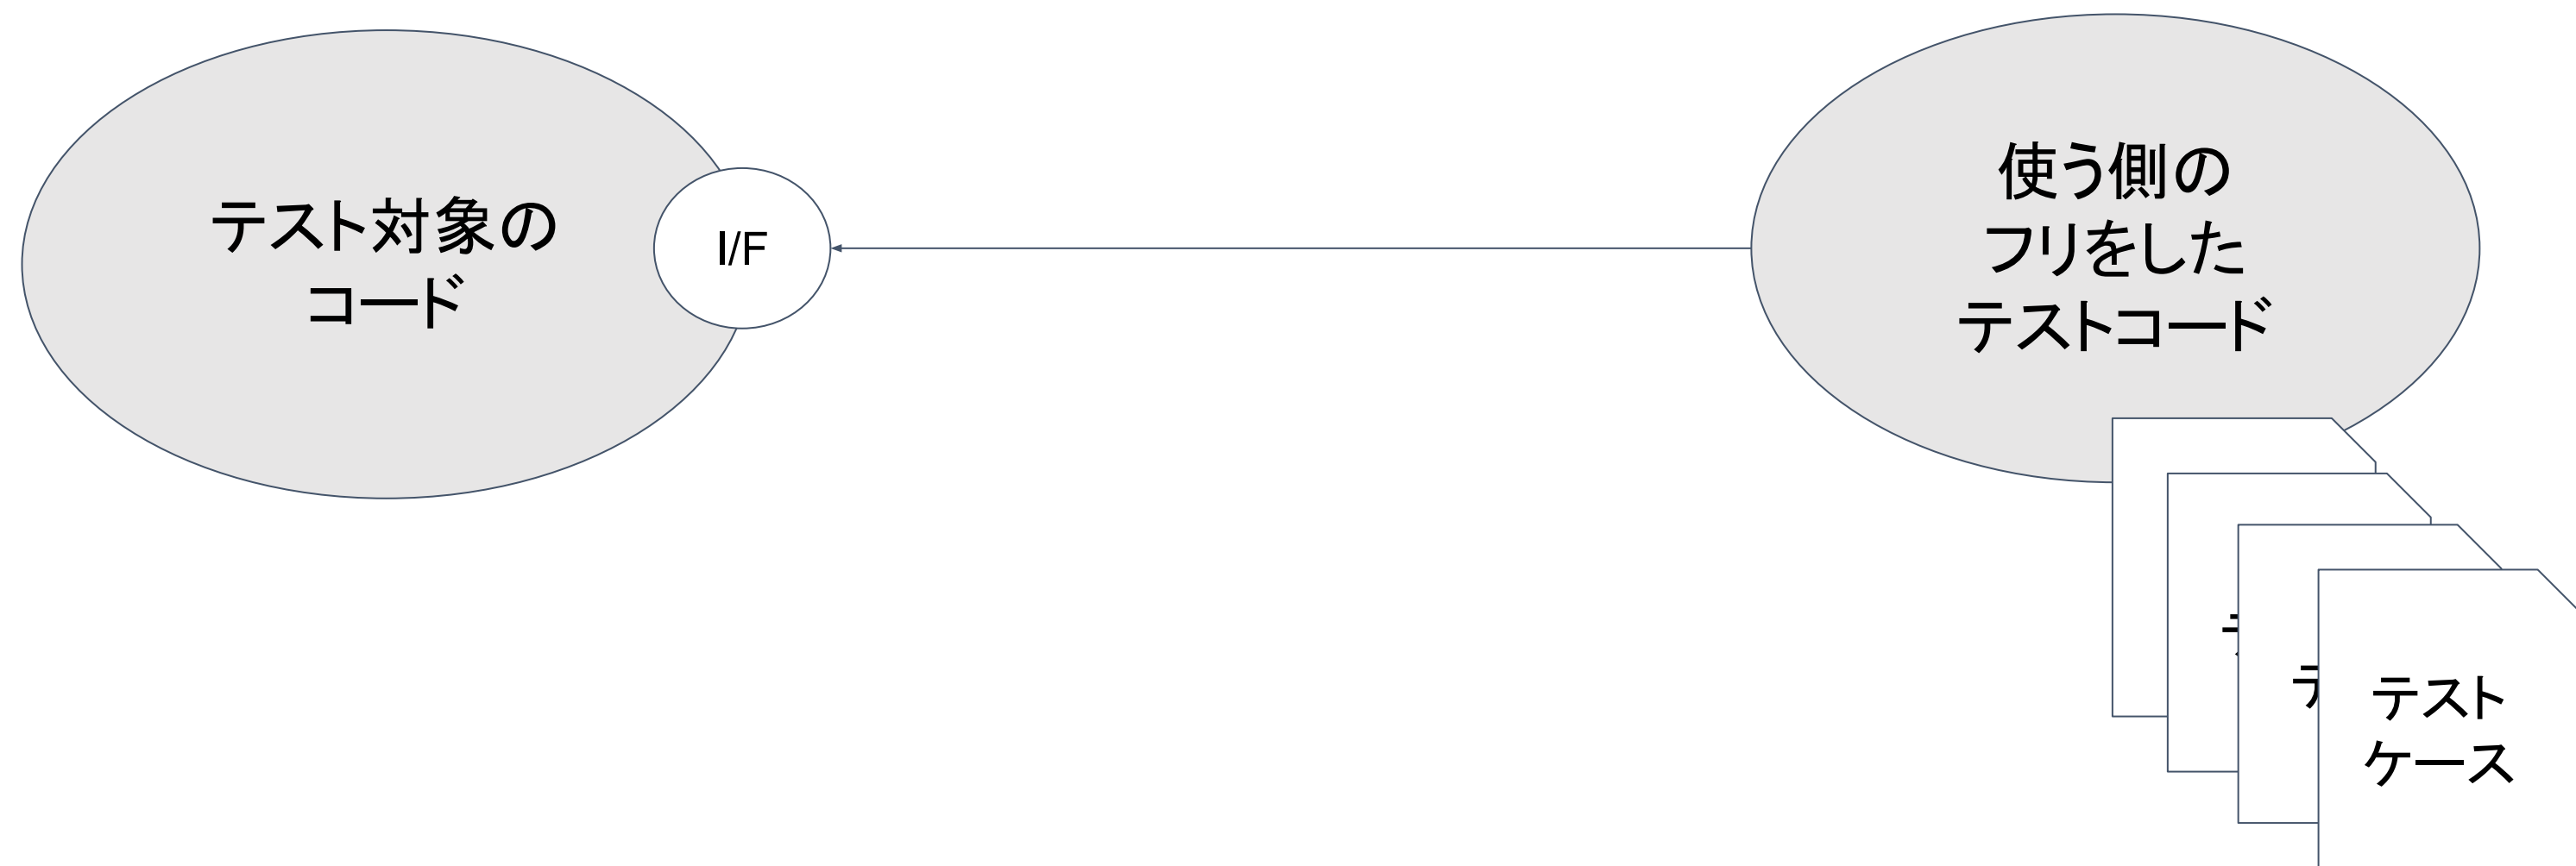 テスト対象の
コード
I/F
使う側の
フリをした
テストコード
テスト
ケース